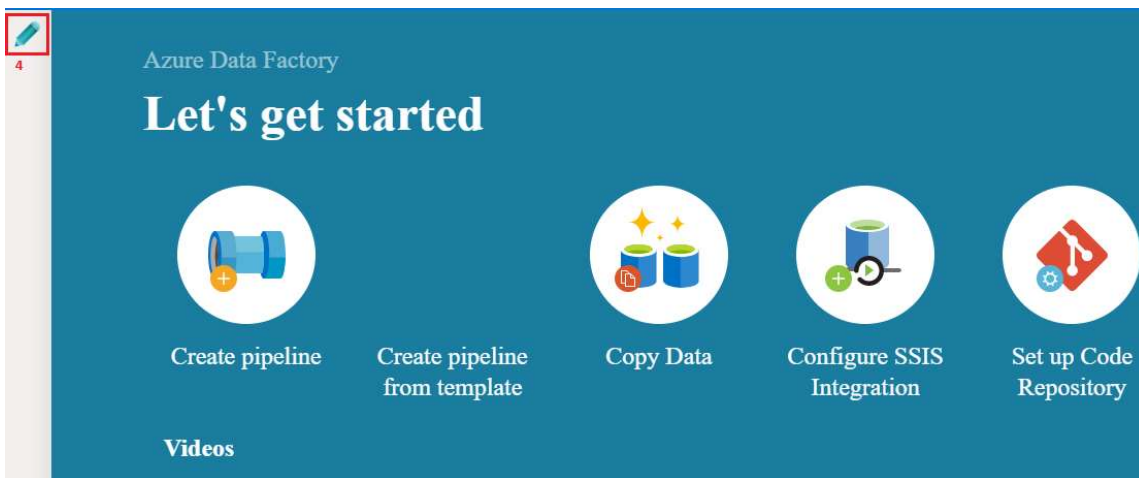 4
Azure Data Factory
Let's get started
Create pipeline
Create pipeline
from template
Copy Data
Configure SSIS
Integration
Set up Code
Repository
Videos